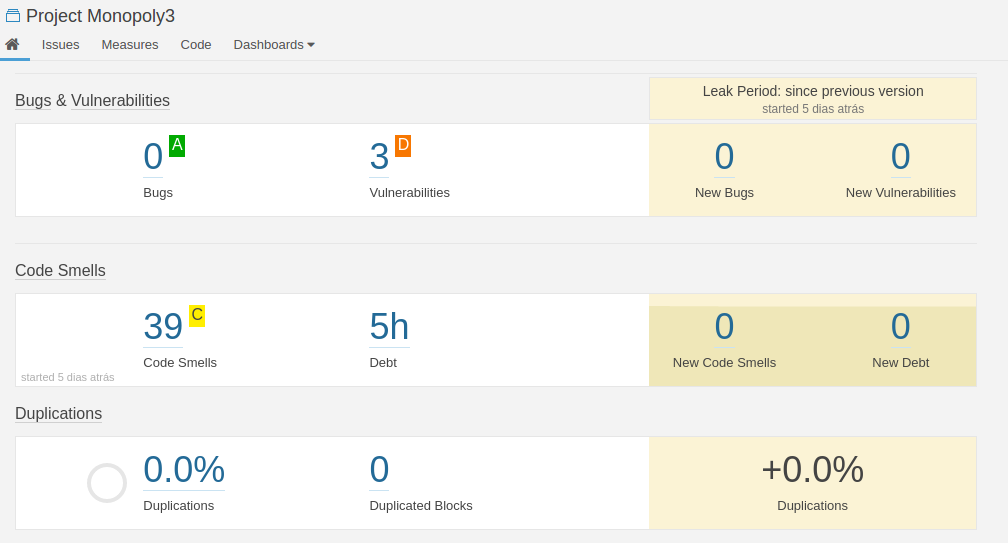 Project Monopoly3
Issues Measures Code Dashboards
Bugs & Vulnerabilities
Leak Period: since previous version
started 5 dias atrás
0 A
Bugs
3 D
Vulnerabilities
0
New Bugs
0
New Vulnerabilities
Code Smells
39 C
Code Smells
5h
Debt
0
New Code Smells
0
New Debt
started 5 dias atrás
Duplications
0.0%
Duplications
0
Duplicated Blocks
+0.0%
Duplications